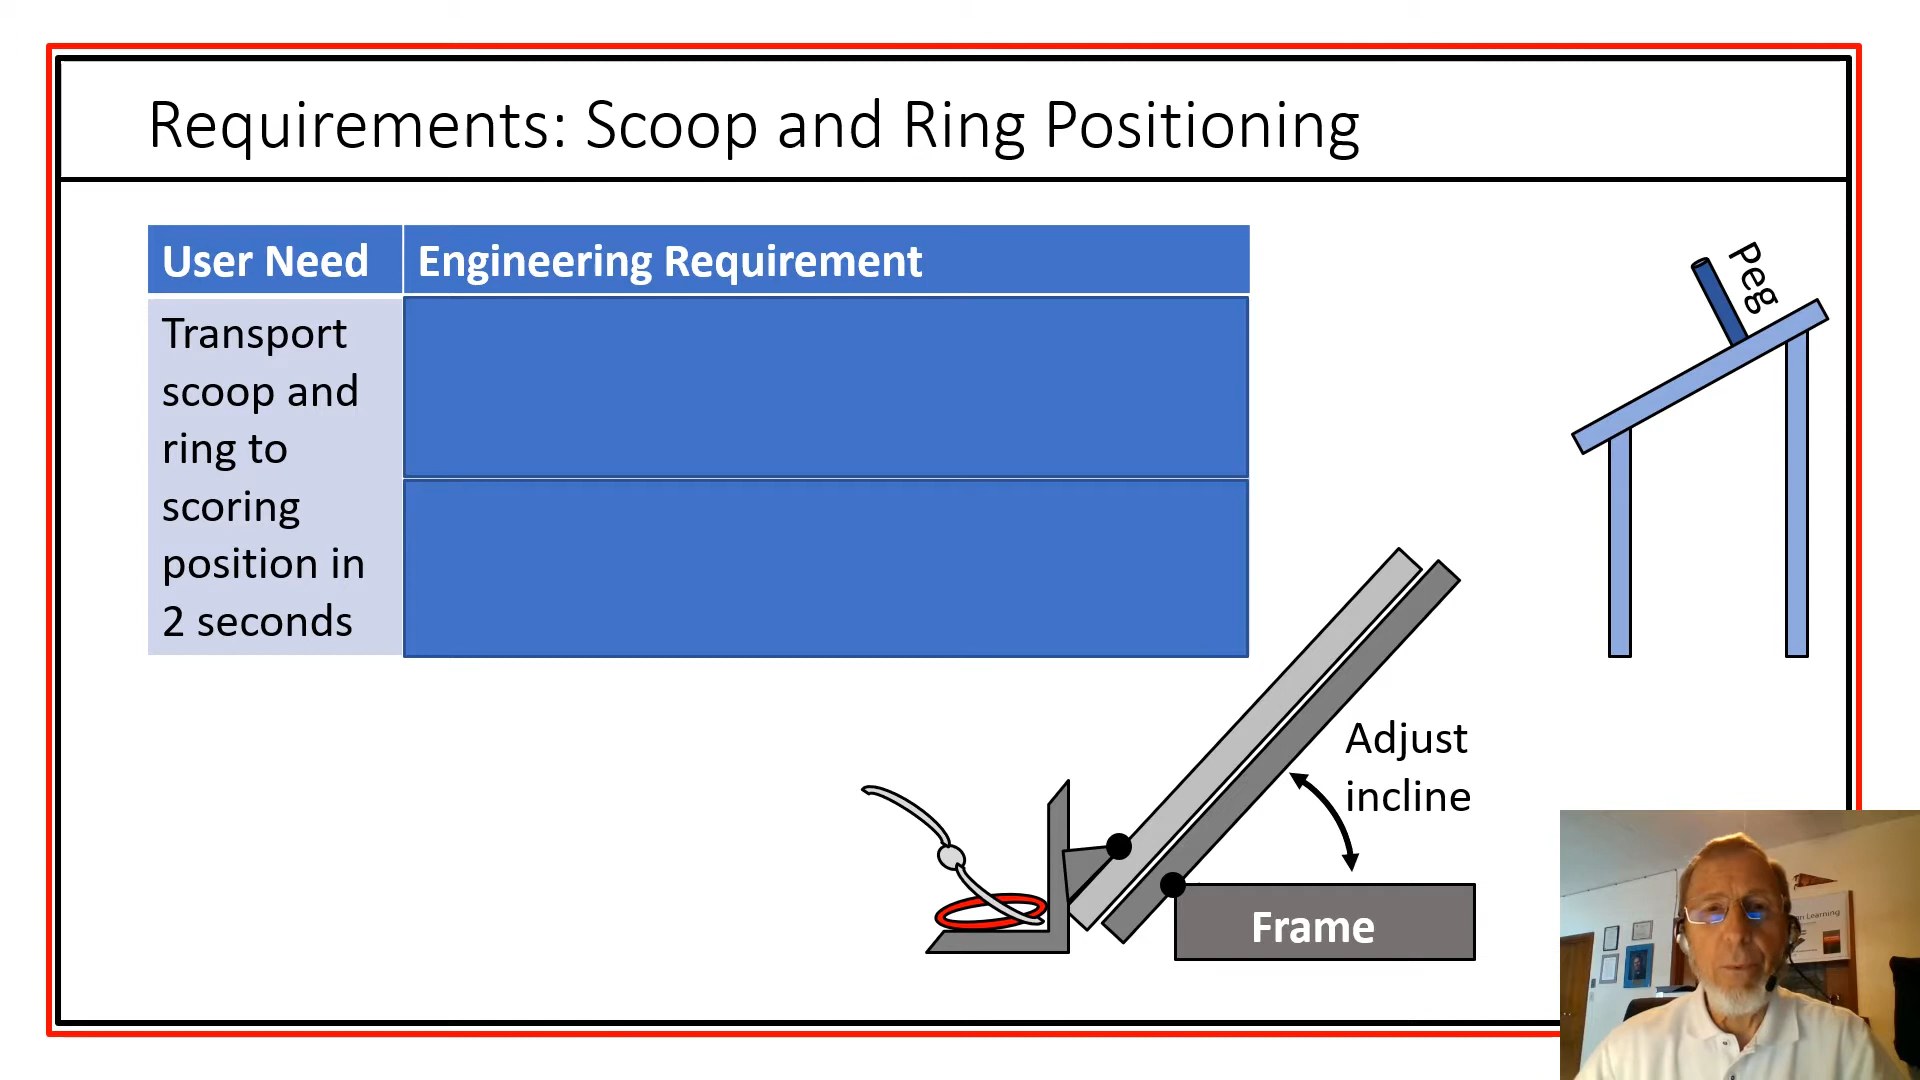 Requirements: Scoop and Ring Positioning
User Need
Engineering Requirement
Transport
scoop and
ring to
scoring
position in
2 seconds
Peg
Adjust
incline
Frame
Learning